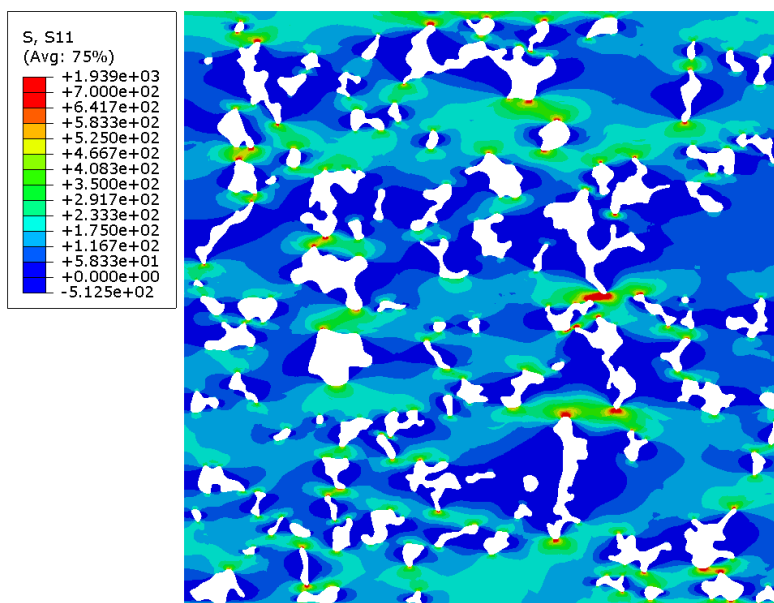 S, S11
(Avg: 75%)
+1.939e+03
+7.000e+02
+6.417e+02
+5.833e+02
+5.250e+02
+4.667e+02
+4.083e+02
+3.500e+02
+2.917e+02
+2.333e+02
+1.750e+02
+1.167e+02
+5.833e+01
+0.000e+00
-5.125e+02